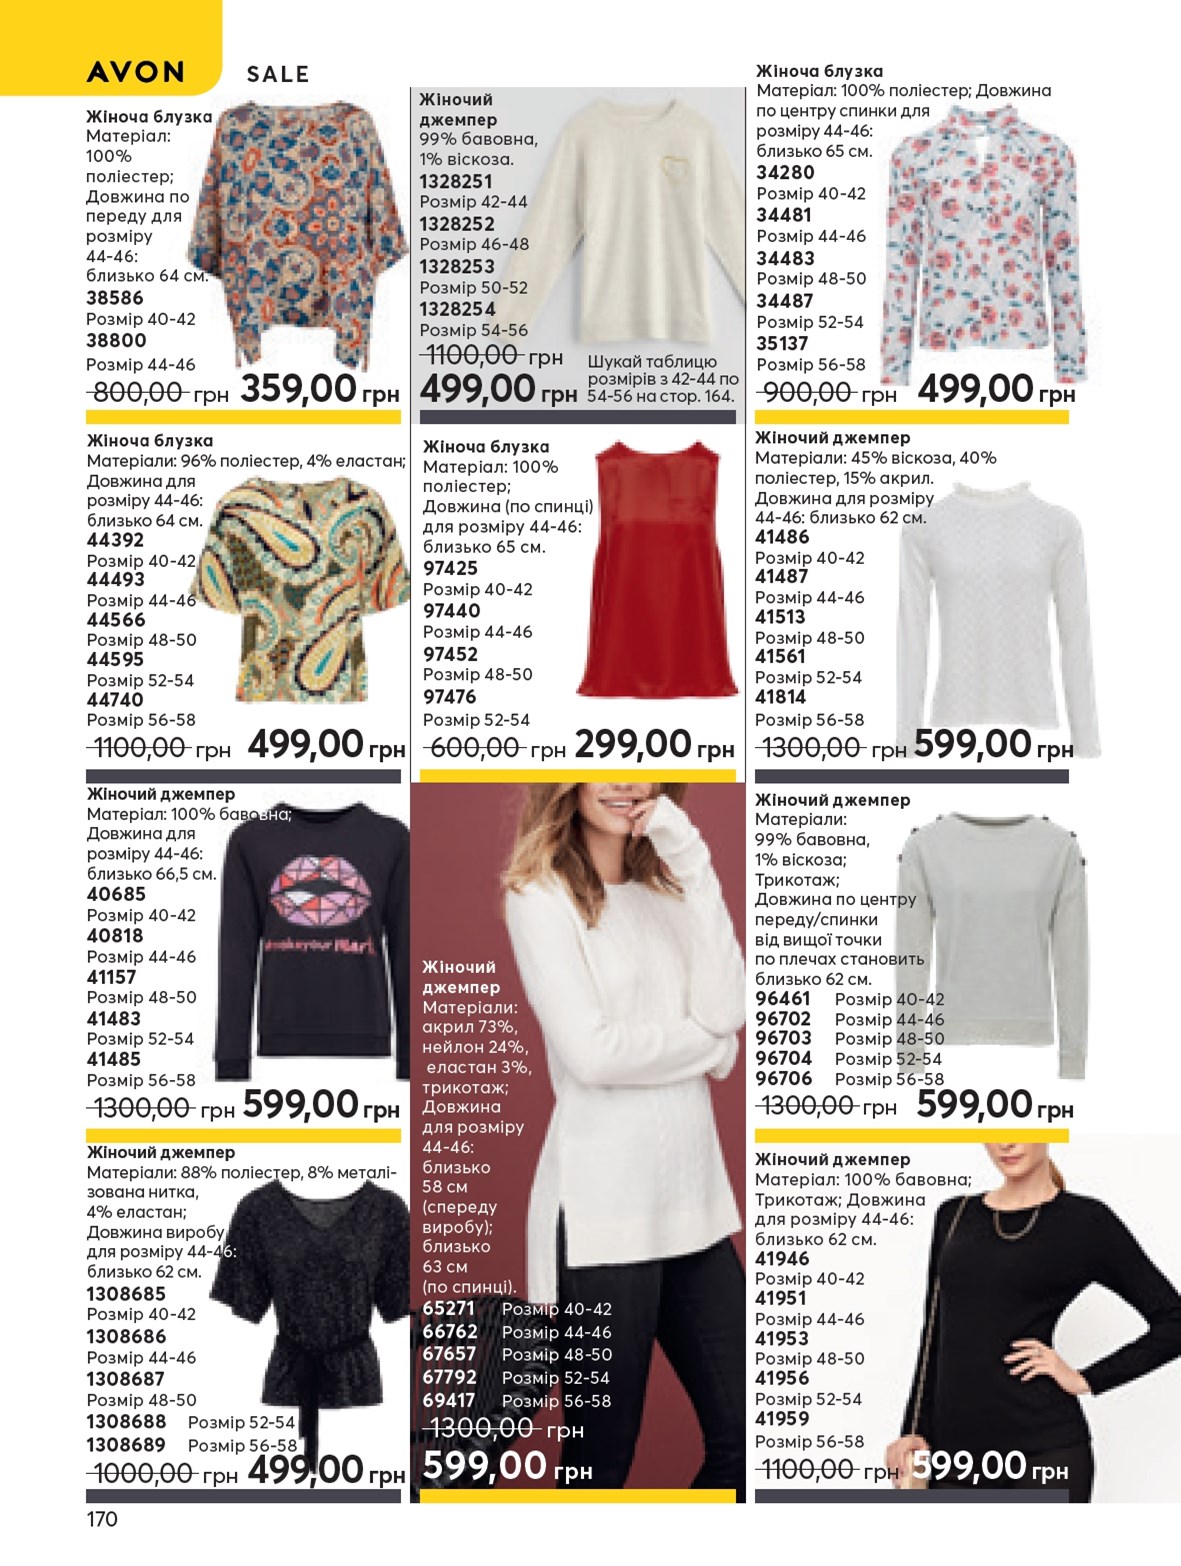 AVON
SALE
Жіноча блузка
Матеріал:
100%
поліестер;
Довжина по
переду для
розміру
44-46:
близько 64 см.
38586
Розмір 40-42
38800
Розмір 44-46
800,00 грн 359,00 грн
Жіночий
джемпер
99% бавовна,
1% віскоза.
1328251
Розмір 42-44
1328252
Розмір 46-48
1328253
Розмір 50-52
1328254
Розмір 54-56
1100,00 грн
499,00 грн
Шукай таблицю
розмірів з 42-44 по
54-56 на стор. 164.
Жіноча блузка
Матеріал: 100% поліестер; Довжина
по центру спинки для
розміру 44-46:
близько 65 см.
34280
Розмір 40-42
34481
Розмір 44-46
34483
Розмір 48-50
34487
Розмір 52-54
35137
Розмір 56-58
900,00 грн 499,00 грн
Жіноча блузка
Матеріали: 96% поліестер, 4% еластан;
Довжина для
розміру 44-46:
близько 64 см.
44392
Розмір 40-42
44493
Розмір 44-46
44566
Розмір 48-50
44595
Розмір 52-54
44740
Розмір 56-58
1100,00 грн 499,00 грн
Жіноча блузка
Матеріал: 100%
поліестер;
Довжина (по спинці)
для розміру 44-46:
близько 65 см.
97425
Розмір 40-42
97440
Розмір 44-46
97452
Розмір 48-50
97476
Розмір 52-54
600,00 грн 299,00 грн
Жіночий джемпер
Матеріали: 45% віскоза, 40%
поліестер, 15% акрил.
Довжина для розміру
44-46: близько 62 см.
41486
Розмір 40-42
41487
Розмір 44-46
41513
Розмір 48-50
41561
Розмір 52-54
41814
Розмір 56-58
1300,00 грн 599,00 грн
Жіночий джемпер
Матеріал: 100% бавовна;
Довжина для
розміру 44-46:
близько 66,5 см.
40685
Розмір 40-42
40818
Розмір 44-46
41157
Розмір 48-50
41483
Розмір 52-54
41485
Розмір 56-58
1300,00 грн 599,00 грн
Жіночий
джемпер
Матеріали:
акрил 73%,
нейлон 24%,
еластан 3%,
трикотаж;
Довжина
для розміру
44-46:
близько
58 см
(спереду
виробу);
близько
63 см
(по спинці).
65271 Розмір 40-42
66762 Розмір 44-46
67657 Розмір 48-50
67792 Розмір 52-54
69417 Розмір 56-58
1300,00 грн
599,00 грн
Жіночий джемпер
Матеріали:
99% бавовна,
1% віскоза;
Трикотаж;
Довжина по центру
переду/спинки
від вищої точки
по плечах становить
близько 62 см.
96461 Розмір 40-42
96702 Розмір 44-46
96703 Розмір 48-50
96704 Розмір 52-54
96706 Розмір 56-58
1300,00 грн 599,00 грн
Жіночий джемпер
Матеріали: 88% поліестер, 8% металі-
зована нитка,
4% еластан;
Довжина виробу
для розміру 44-46:
близько 62 см.
1308685
Розмір 40-42
1308686
Розмір 44-46
1308687
Розмір 48-50
1308688 Розмір 52-54
1308689 Розмір 56-58
1000,00 грн 499,00 грн
Жіночий джемпер
Матеріал: 100% бавовна;
Трикотаж; Довжина
для розміру 44-46:
близько 62 см.
41946
Розмір 40-42
41951
Розмір 44-46
41953
Розмір 48-50
41956
Розмір 52-54
41959
Розмір 56-58
1100,00 грн 599,00 грн
170